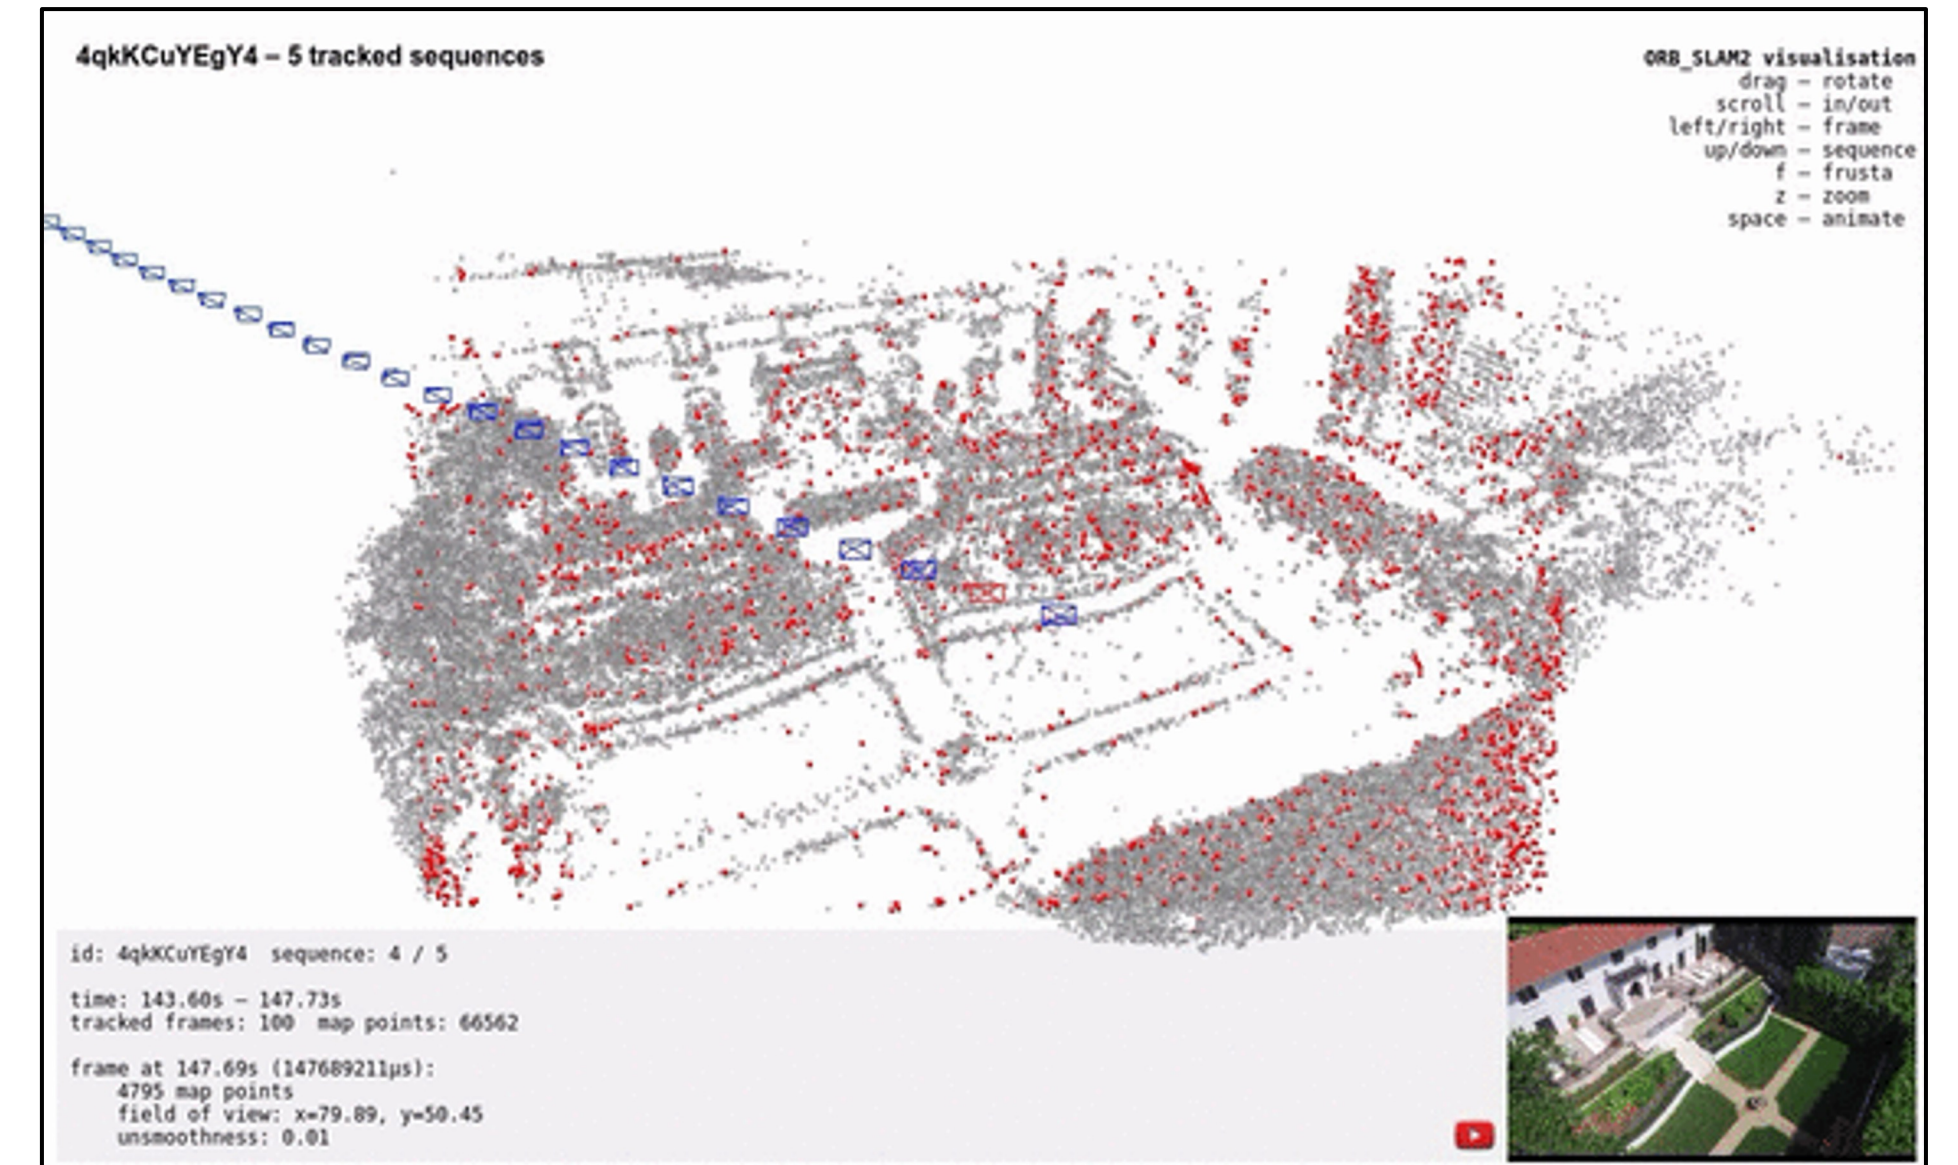 4qkKCuYEgY4 – 5 tracked sequences
ORB_SLAM2 visualisation
drag – rotate
scroll – in/out
left/right – frame
up/down – sequence
f – frusta
z – zoom
space – animate
id: 4qkKCuYEgY4 sequence: 4 / 5
time: 143.60s – 147.73s
tracked frames: 100 map points: 66562
frame at 147.69s (147689211µs):
4795 map points
field of view: x=79.89, y=50.45
unsmoothness: 0.01